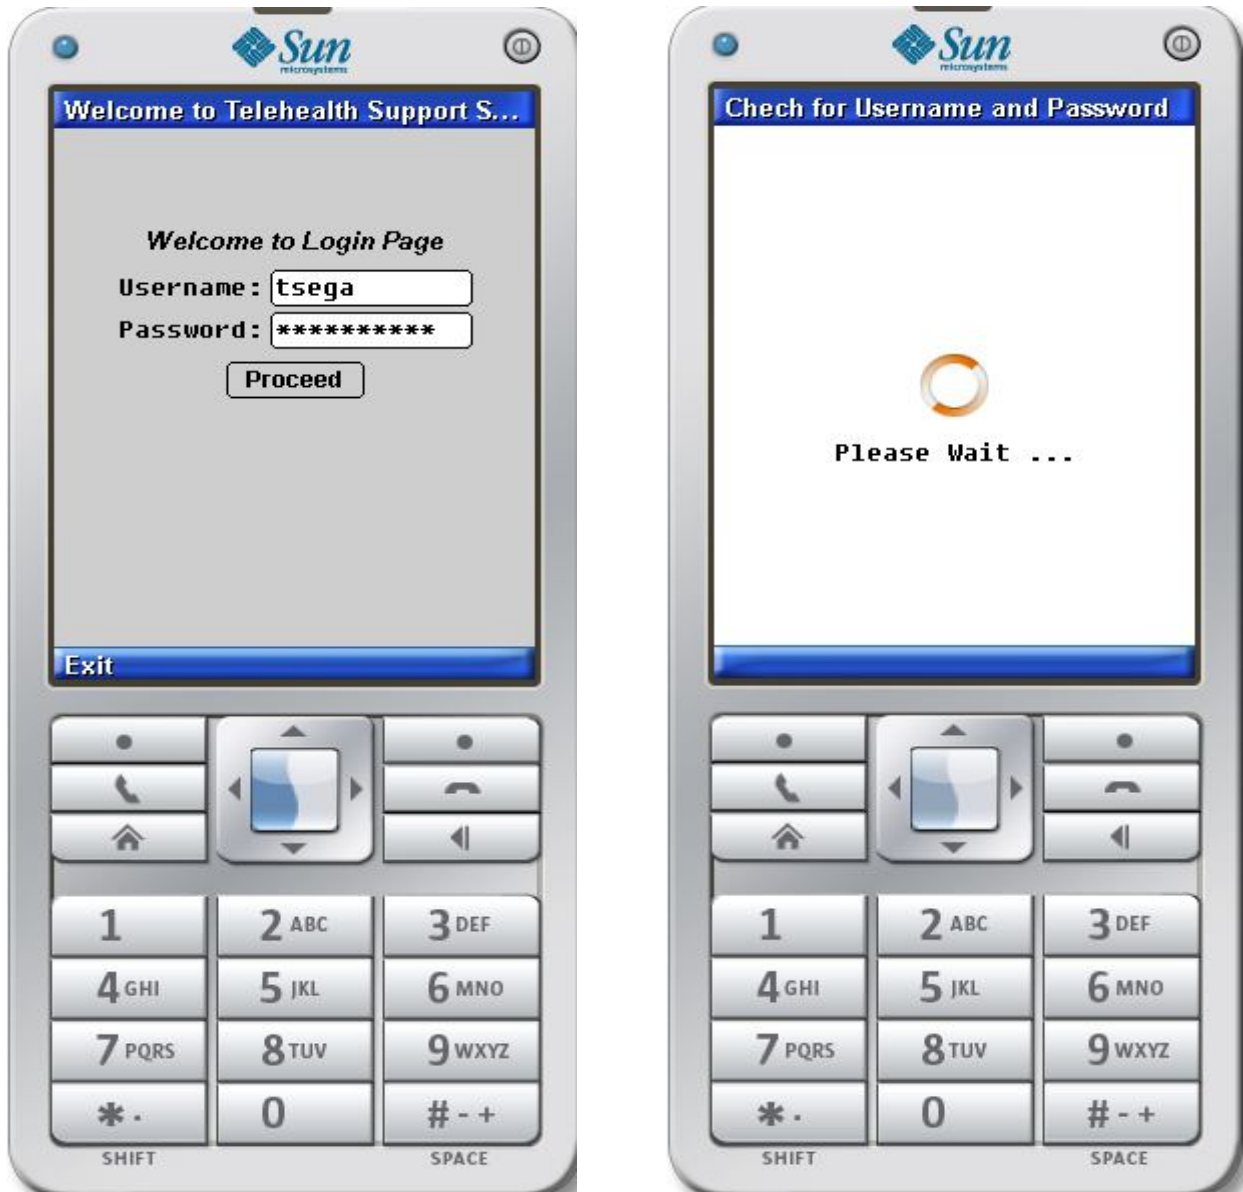 Sun
microsystems
Welcome to Telehealth Support S...
Welcome to Login Page
Username: tsega
Password: **********
Proceed
Exit
1
2 ABC
3 DEF
4 GHI
5 JKL
6 MNO
7 PQRS
8 TUV
9 WXYZ
* .
0
# - +
SHIFT
SPACE
Sun
microsystems
Chech for Username and Password
Please Wait ...
1
2 ABC
3 DEF
4 GHI
5 JKL
6 MNO
7 PQRS
8 TUV
9 WXYZ
* .
0
# - +
SHIFT
SPACE